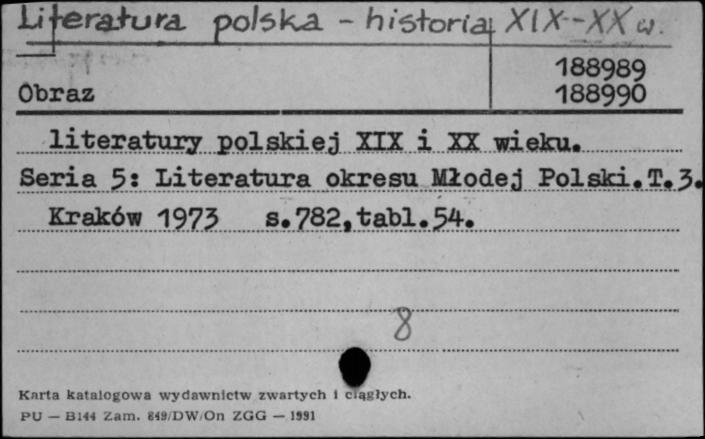 Literatura polska - historia XIX-XX w.
188989
Obraz 188990
literatury polskiej XIX i XX wieku.
Seria 5: Literatura okresu Młodej Polski.T.3.
Kraków 1973 s.782,tabl.54.
8
Karta katalogowa wydawnictw zwartych i ciągłych.
PU — B144 Zam. 849/DW/On ZGG — 1991